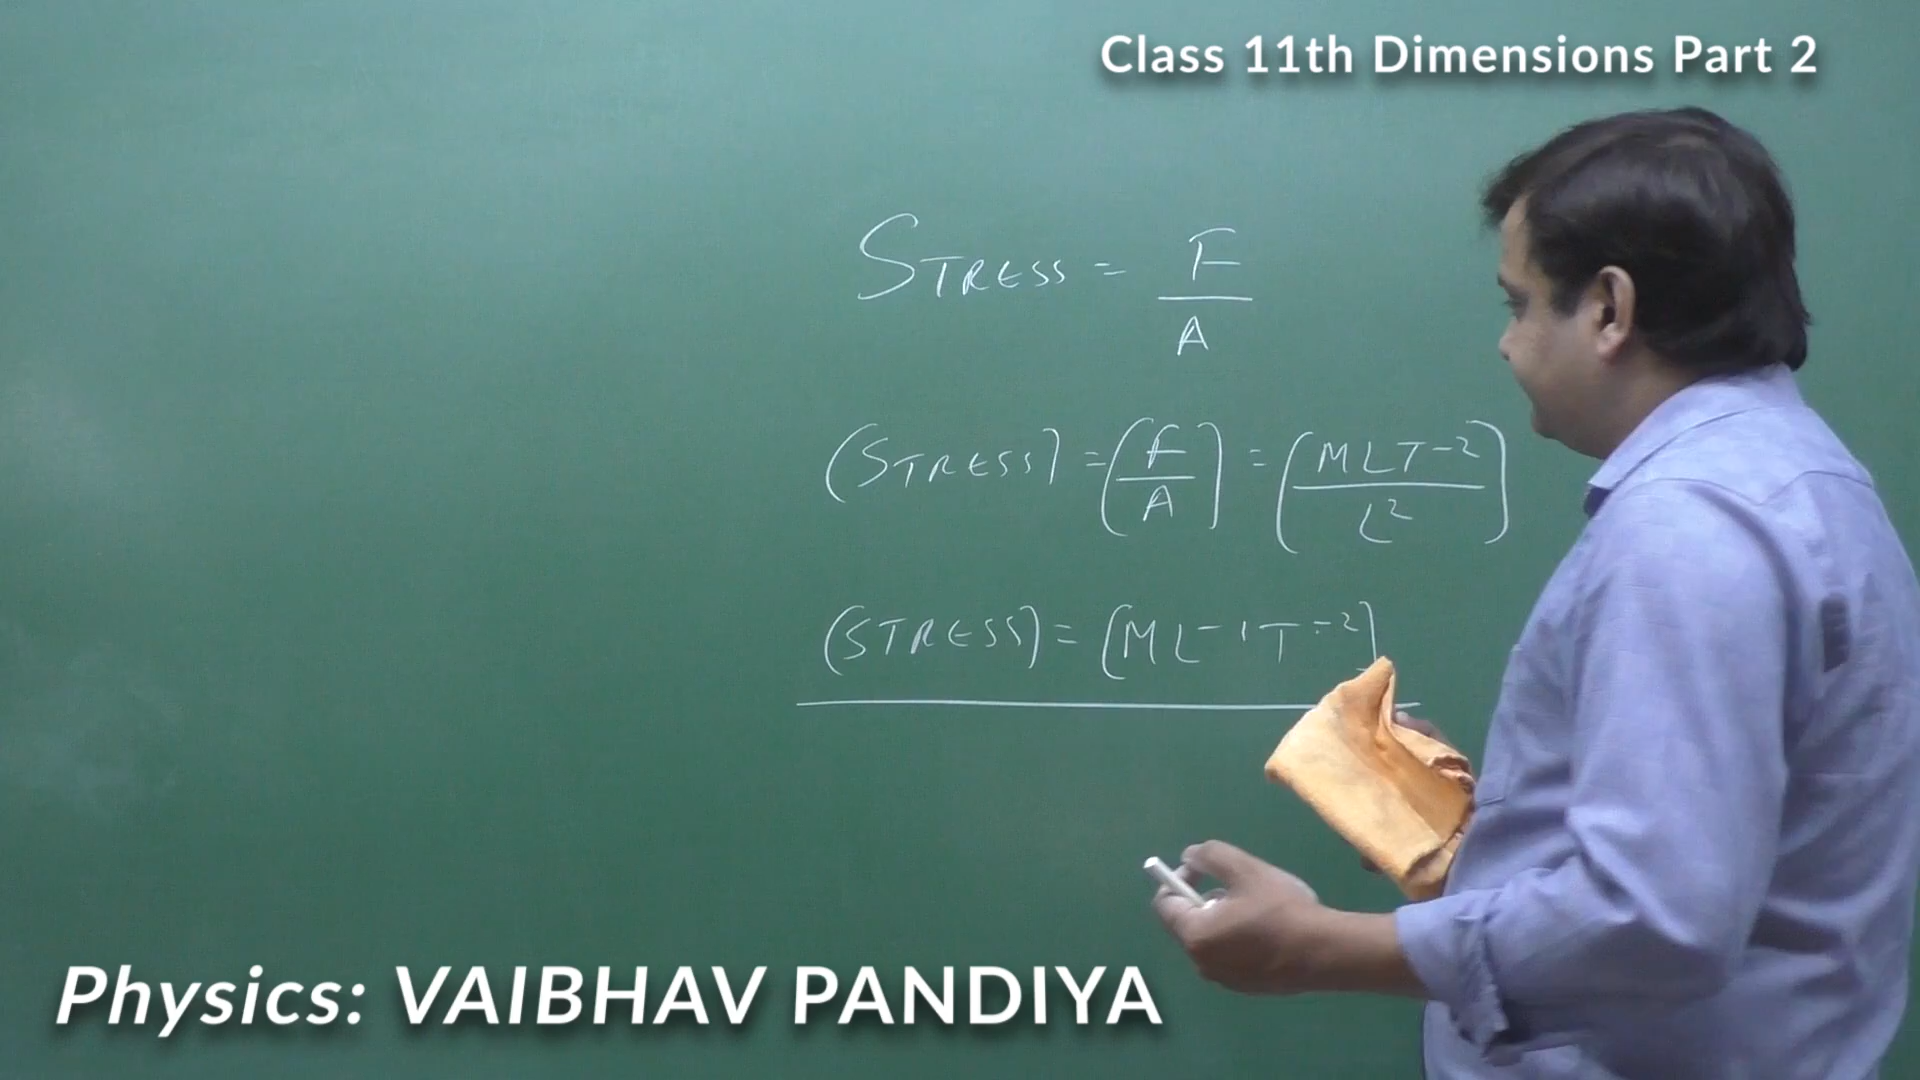 Class 11th Dimensions Part 2
STRESS = F/A
(STRESS) = (F/A) = (MLT⁻²/L²)
(STRESS) = (ML⁻¹T⁻²)
Physics: VAIBHAV PANDIYA